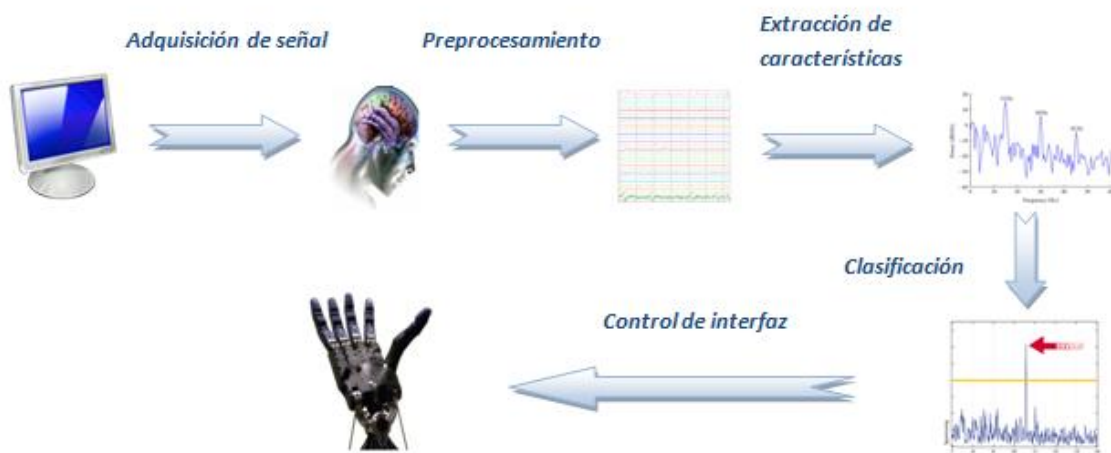 Adquisición de señal
Preprocesamiento
Extracción de
características
Clasificación
Control de interfaz